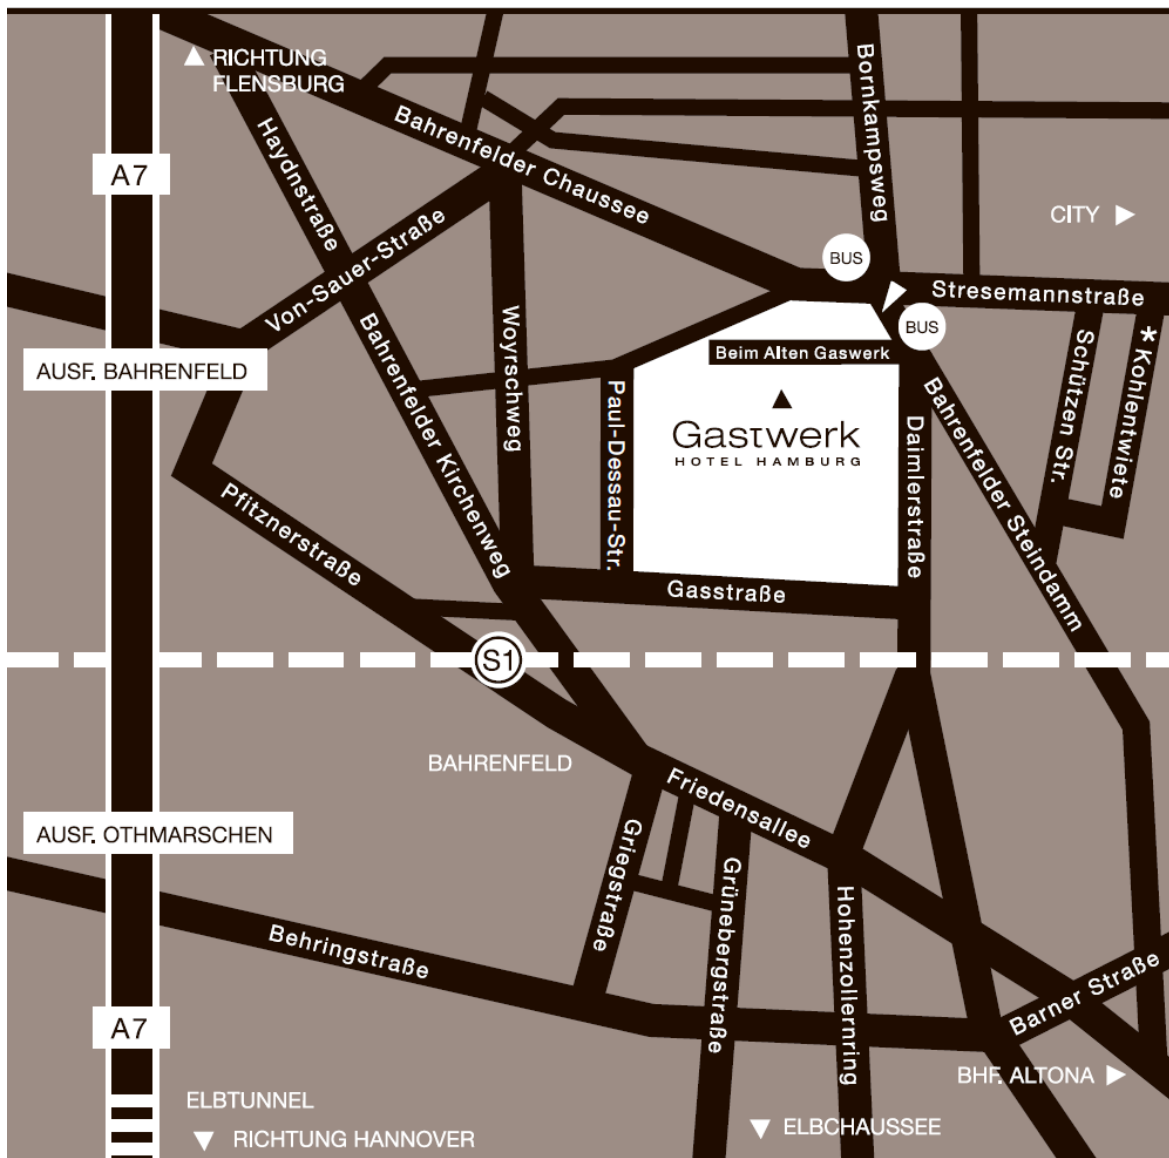 RICHTUNG
FLENSBURG
Bornkampsweg
Bahrenfelder Chaussee
Haydnstraße
A7
CITY
Von-Sauer-Straße
BUS
Stresemannstraße
BUS
Woyrschweg
Bahrenfelder Kirchenweg
Beim Alten Gaswerk
AUSF. BAHRENFELD
Schützen Str.
* Kohlentwiete
Paul-Dessau-Str.
Gastwerk
HOTEL HAMBURG
Daimlerstraße
Bahrenfelder Steindamm
Pfitznerstraße
Gasstraße
S1
BAHRENFELD
Friedensallee
AUSF. OTHMARSCHEN
Griegstraße
Grünebergstraße
Hohenzollernring
Behringstraße
Barner Straße
A7
BHF. ALTONA
ELBTUNNEL
RICHTUNG HANNOVER
ELBCHAUSSEE